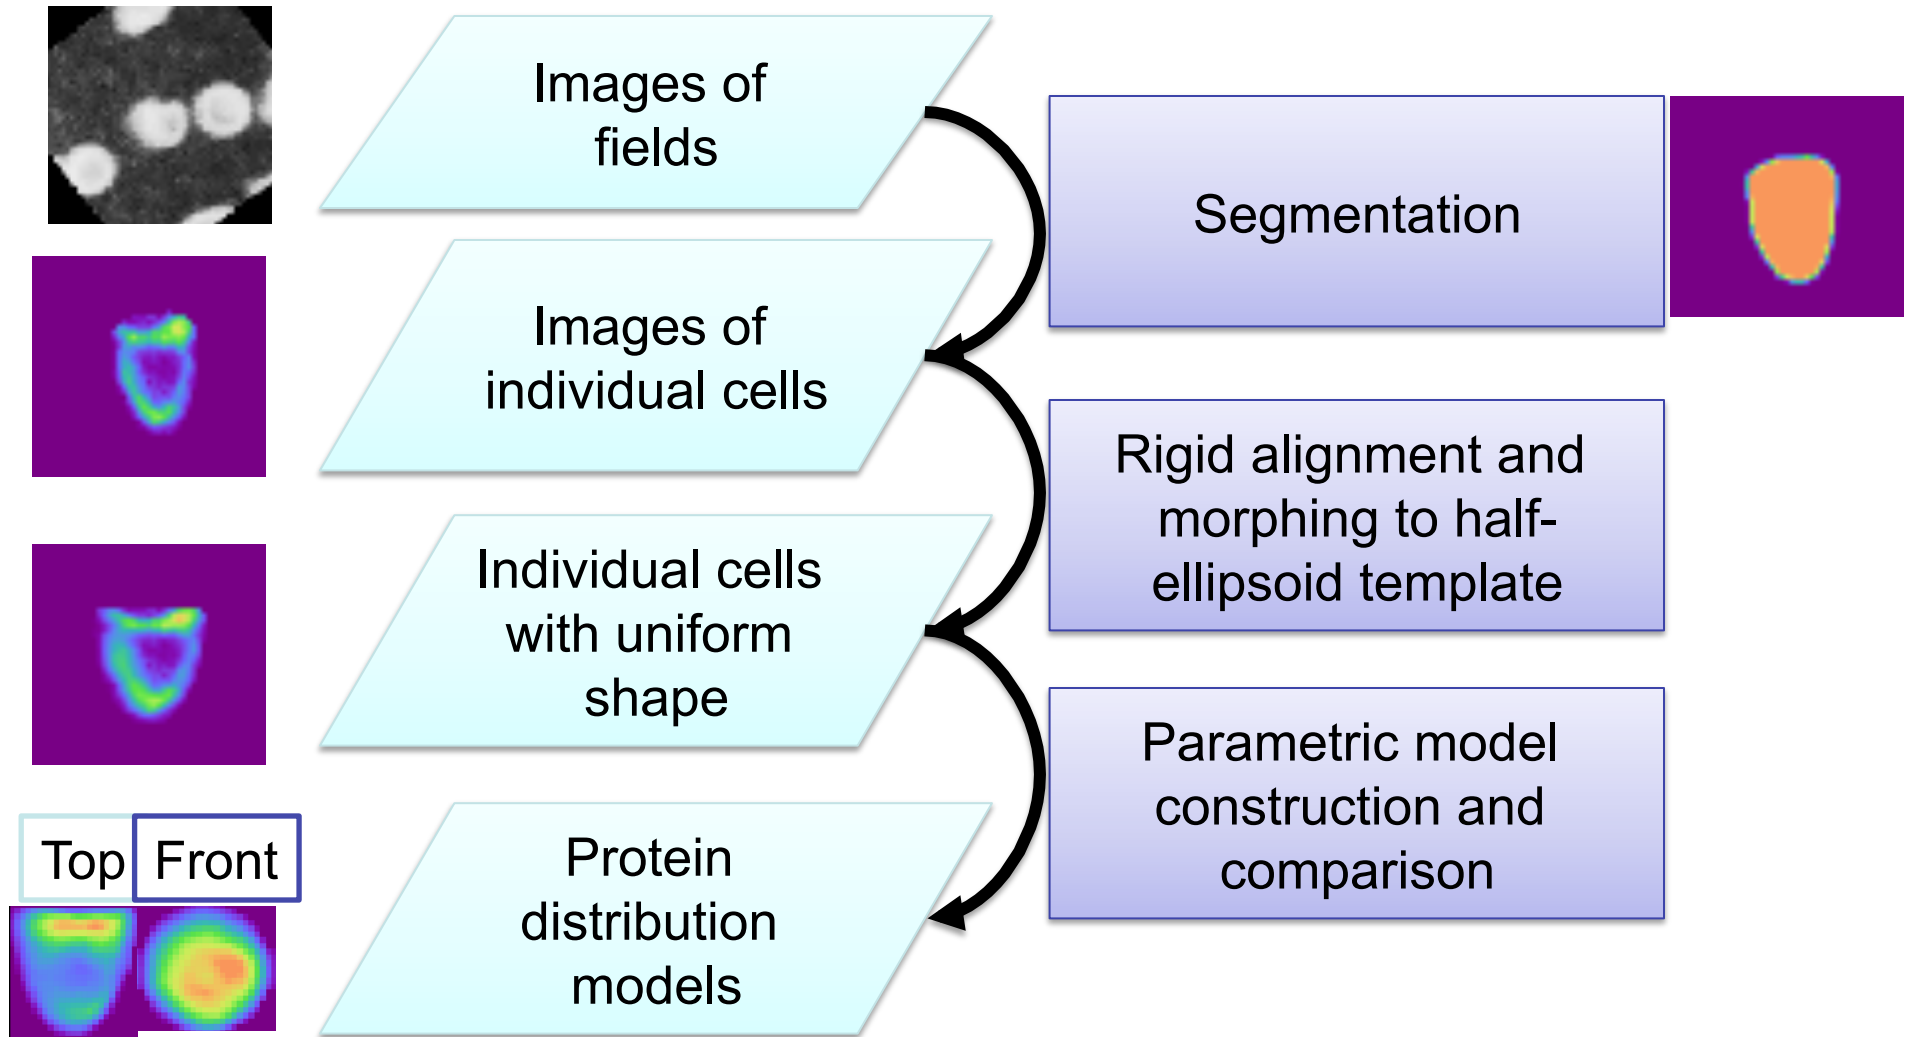 Images of
fields
Segmentation
Images of
individual cells
Rigid alignment and
morphing to half-
ellipsoid template
Individual cells
with uniform
shape
Parametric model
construction and
comparison
Top
Front
Protein
distribution
models